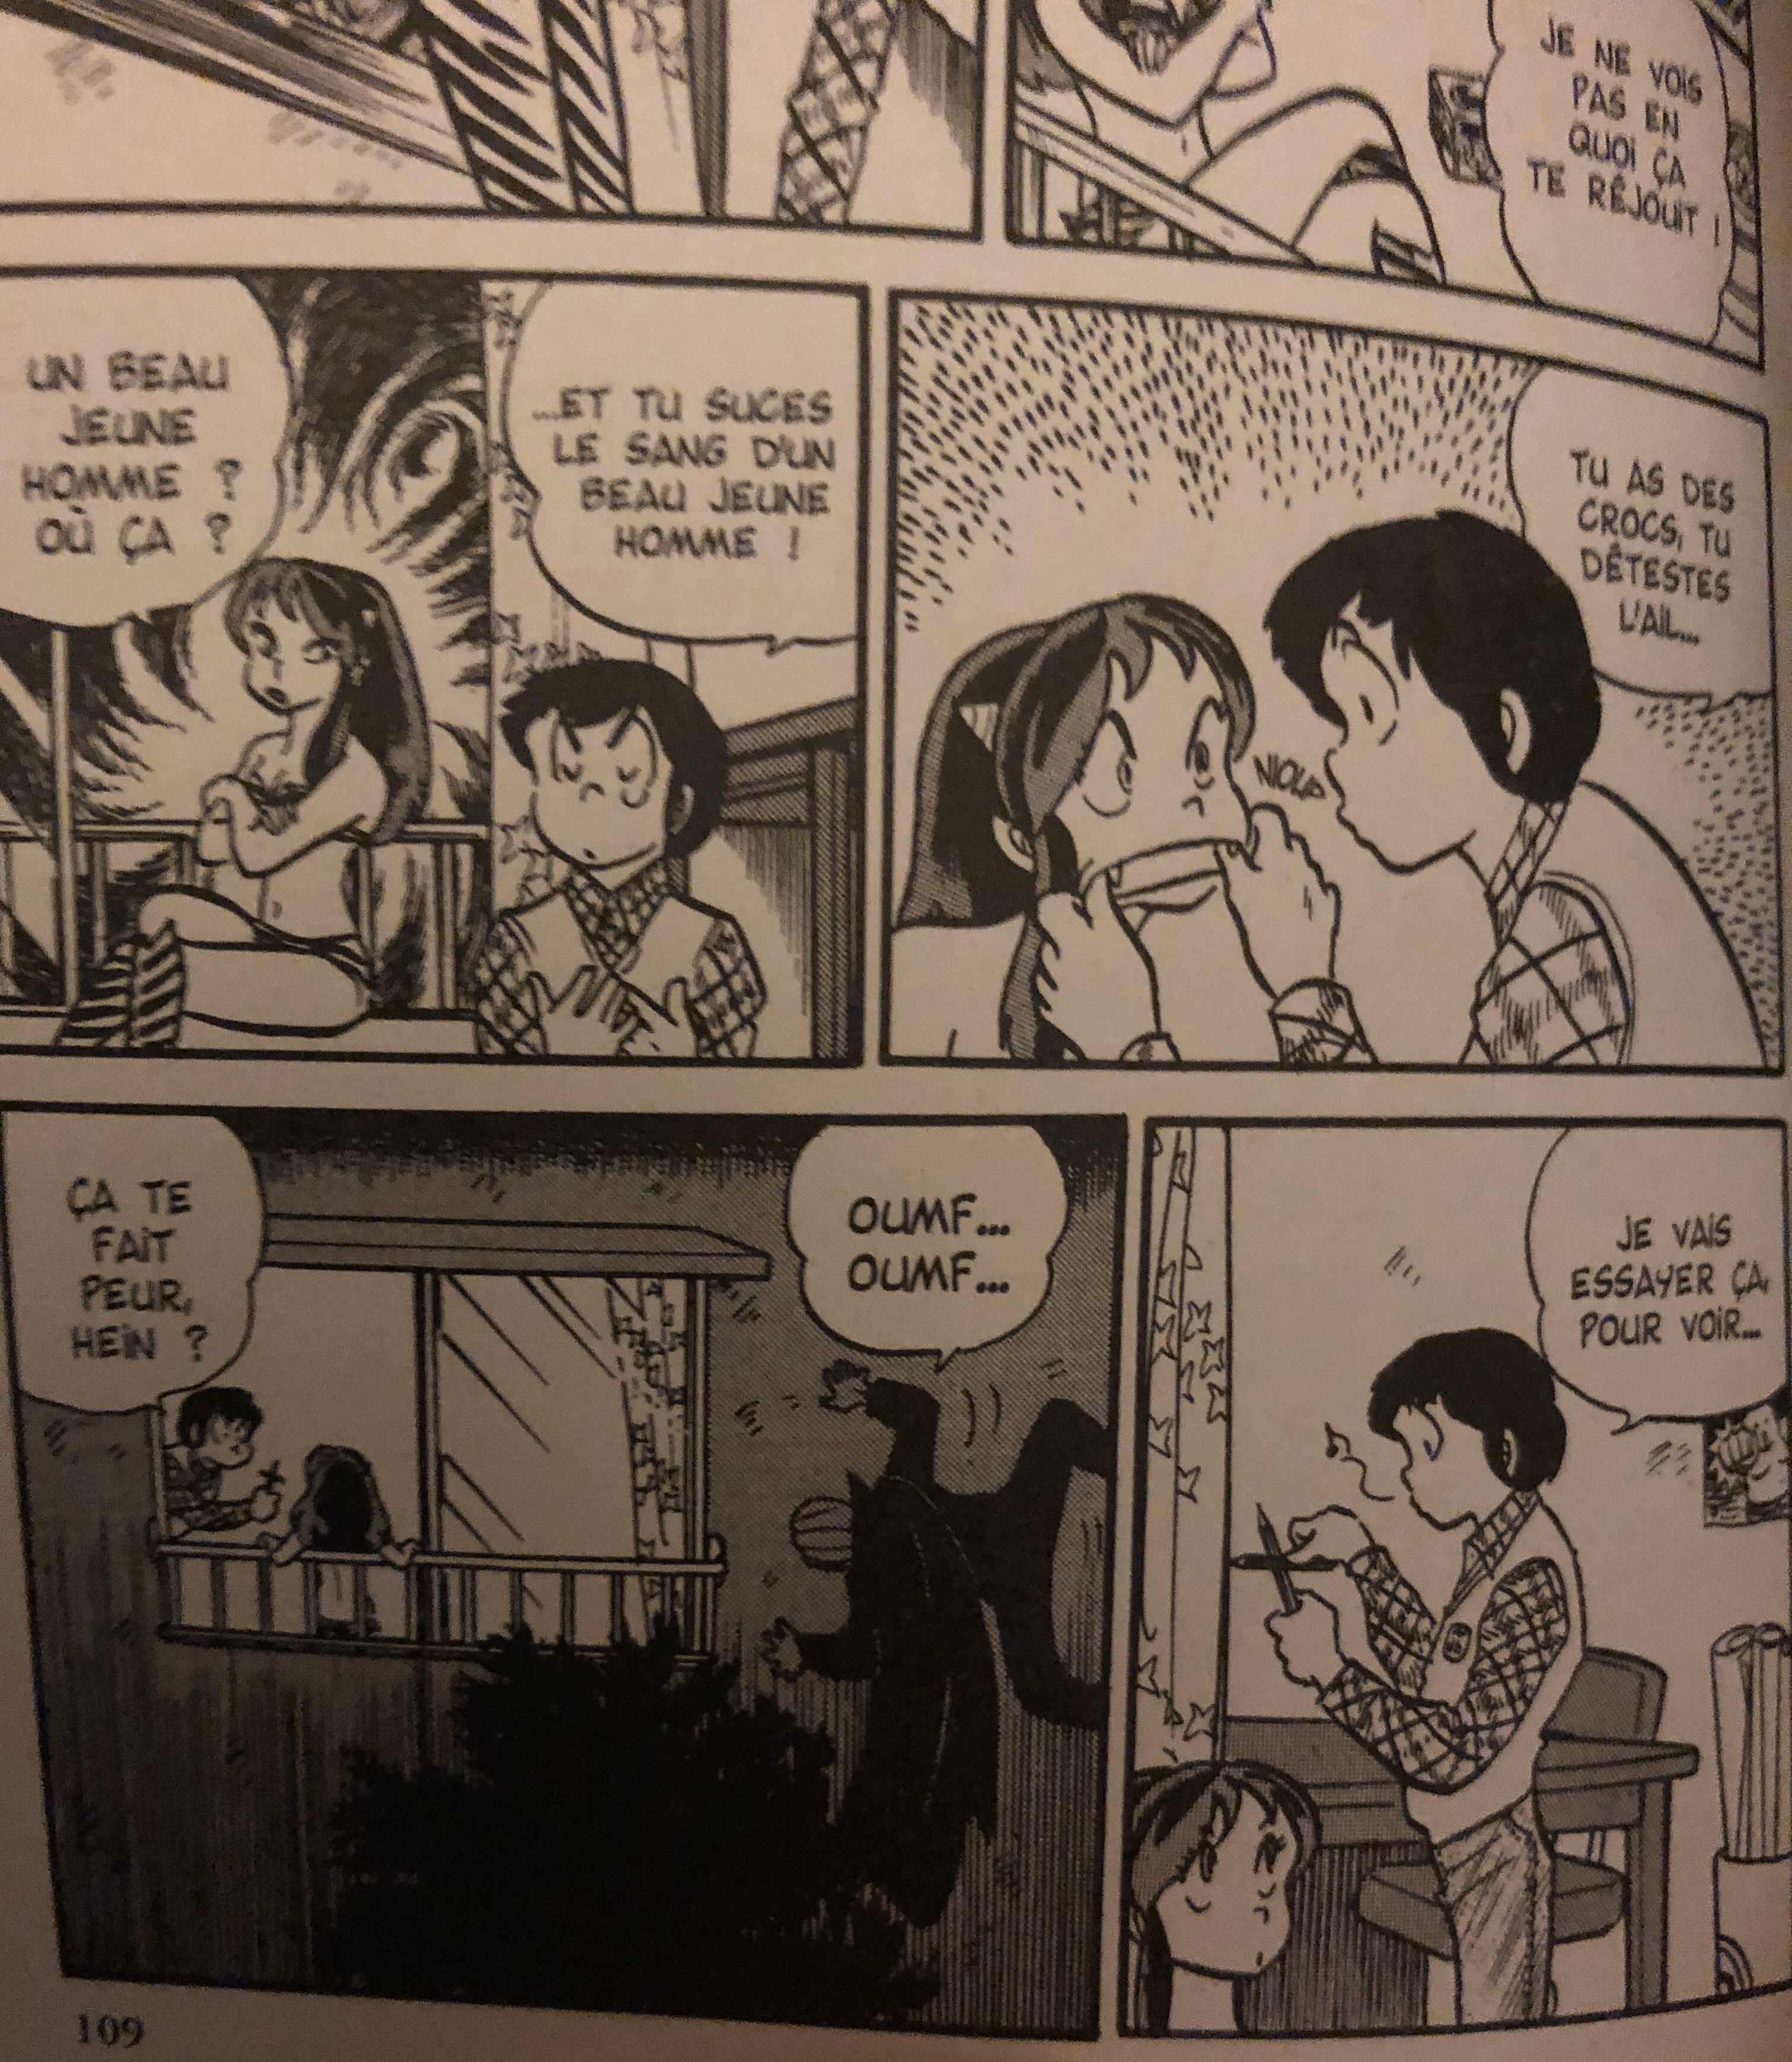 JE NE VOIS
PAS EN
QUOI ÇA
TE RÉJOUIT !
TU AS DES
CROCS, TU
DÉTESTES
L'AIL...
NIOUP
...ET TU SUCES
LE SANG D'UN
BEAU JEUNE
HOMME !
UN BEAU
JEUNE
HOMME ?
OÙ ÇA ?
JE VAIS
ESSAYER ÇA,
POUR VOIR...
OUMF...
OUMF...
ÇA TE
FAIT
PEUR,
HEIN ?
109